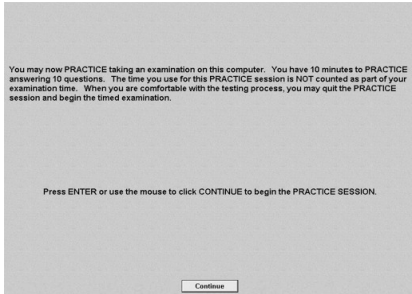 You may now PRACTICE taking an examination on this computer.  You have 10 minutes to PRACTICE
answering 10 questions.  The time you use for this PRACTICE session is NOT counted as part of your
examination time.  When you are comfortable with the testing process, you may quit the PRACTICE
session and begin the timed examination.
Press ENTER or use the mouse to click CONTINUE to begin the PRACTICE SESSION.
Continue